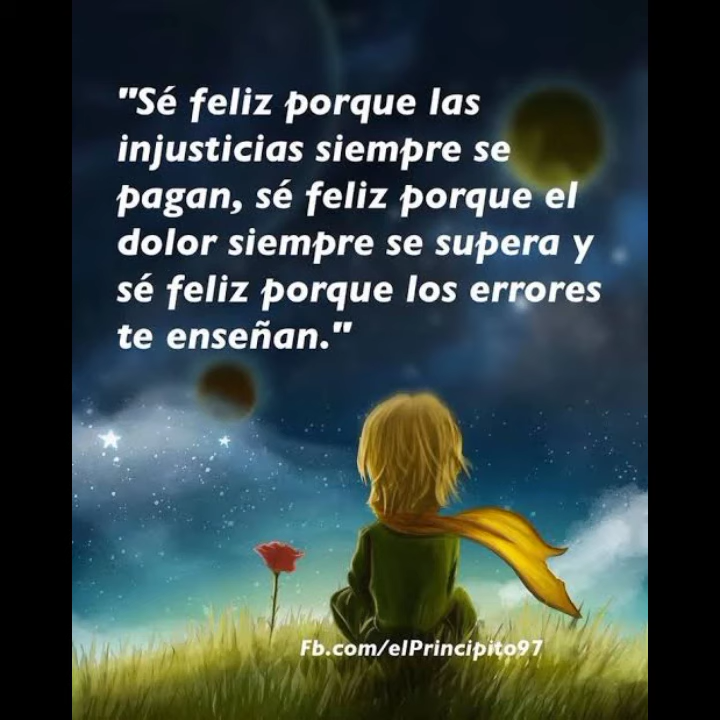 "Sé feliz porque las
injusticias siempre se
pagan, sé feliz porque el
dolor siempre se supera y
sé feliz porque los errores
te enseñan."
Fb.com/elPrincipito97